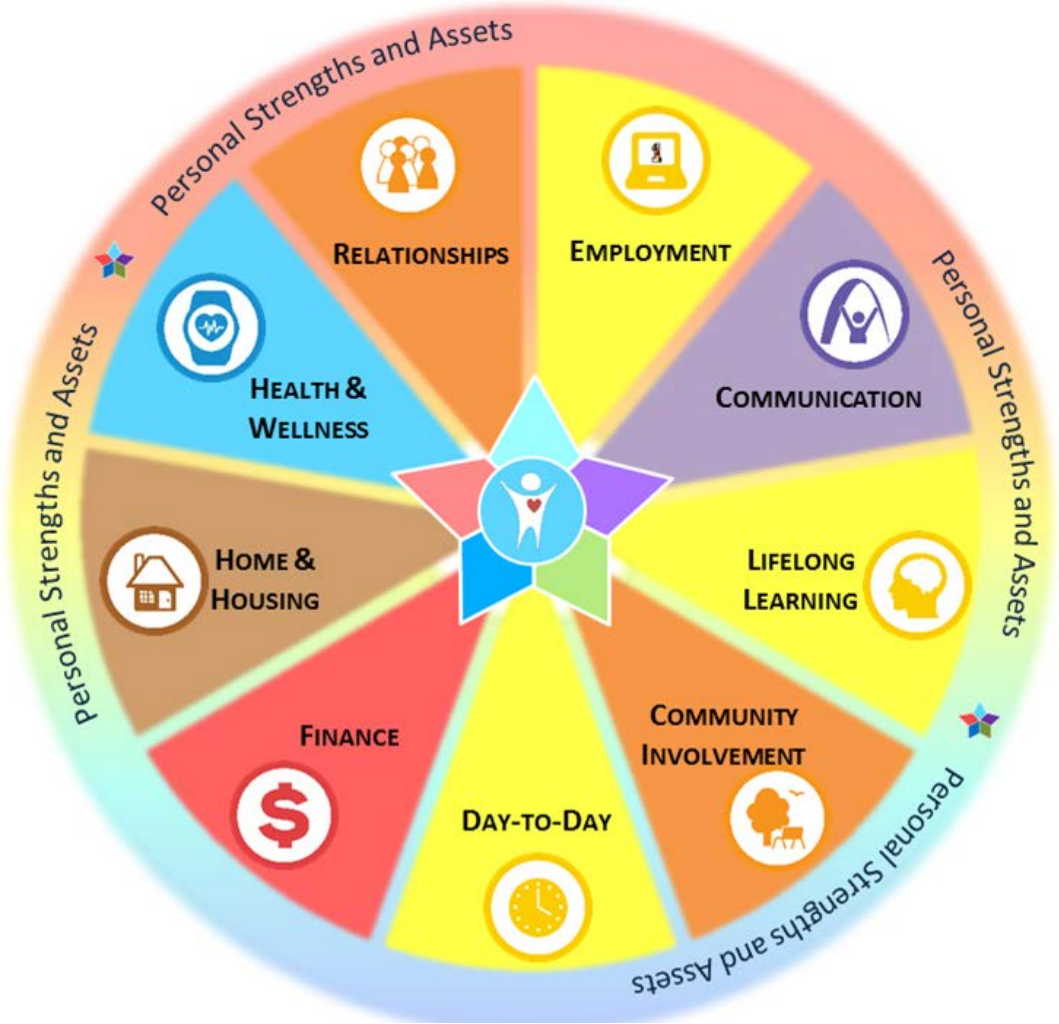 Personal Strengths and Assets
RELATIONSHIPS
EMPLOYMENT
COMMUNICATION
Personal Strengths and Assets
HEALTH &
WELLNESS
Personal Strengths and Assets
HOME &
HOUSING
LIFELONG
LEARNING
FINANCE
$
DAY-TO-DAY
COMMUNITY
INVOLVEMENT
Personal Strengths and Assets